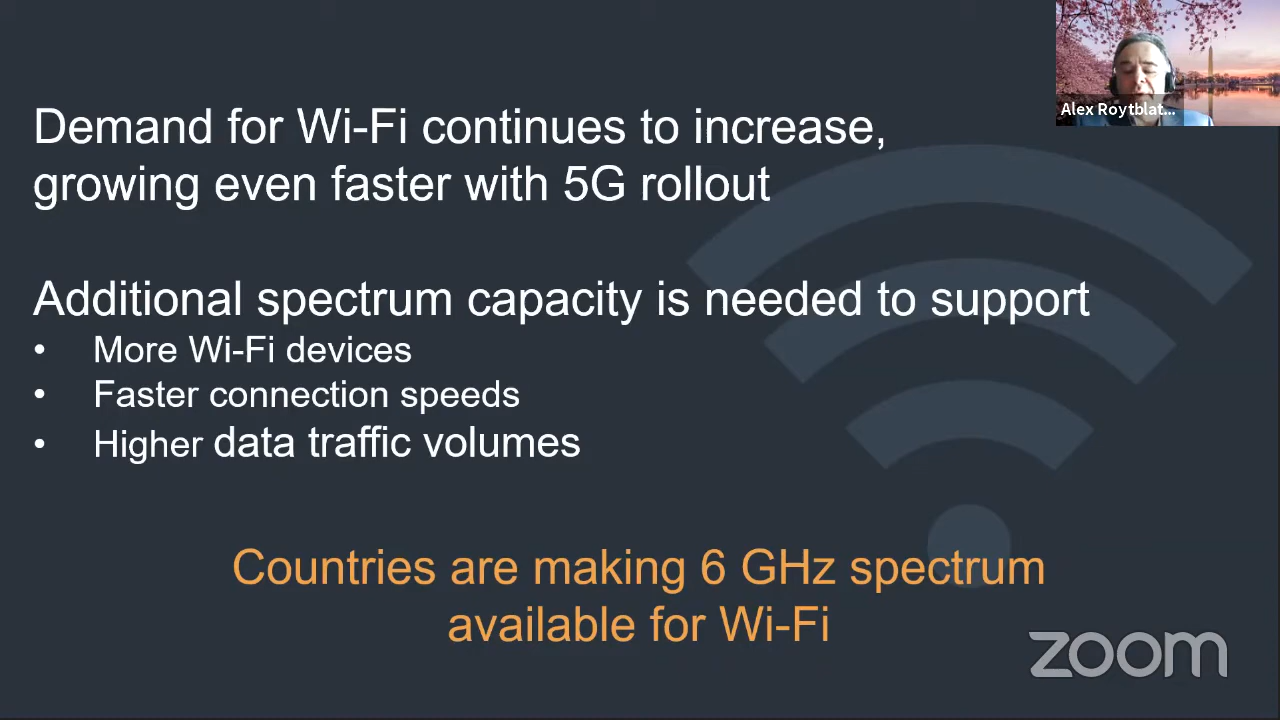 Alex Roytblat...
Demand for Wi-Fi continues to increase,
growing even faster with 5G rollout
Additional spectrum capacity is needed to support
• More Wi-Fi devices
• Faster connection speeds
• Higher data traffic volumes
Countries are making 6 GHz spectrum
available for Wi-Fi
zoom